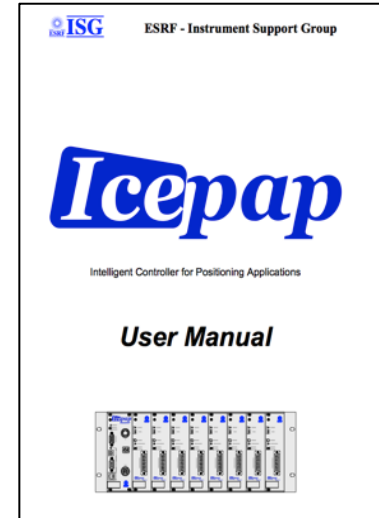 ESRF ISG ESRF - Instrument Support Group
Icepap
Intelligent Controller for Positioning Applications
User Manual